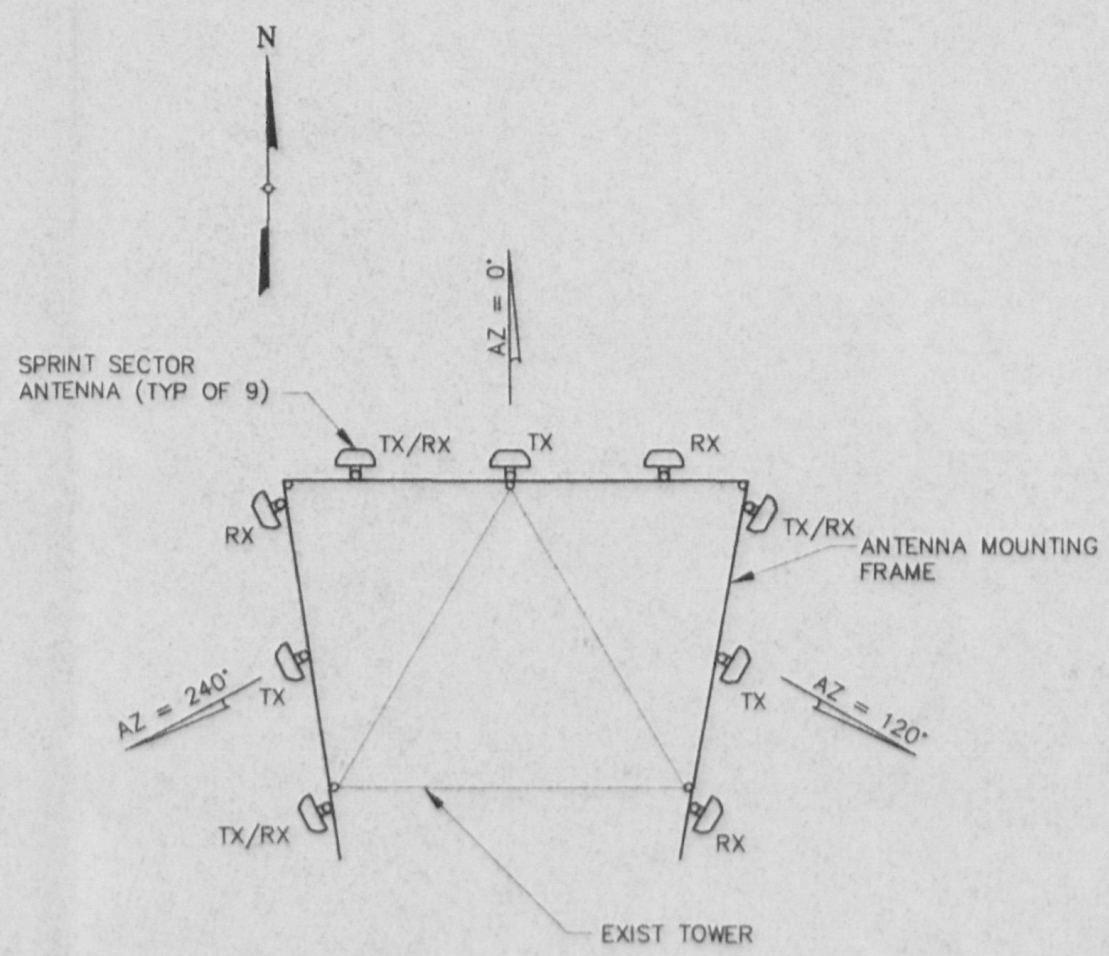 N
AZ = 0°
SPRINT SECTOR
ANTENNA (TYP OF 9)
TX/RX
TX
RX
RX
TX/RX
ANTENNA MOUNTING
FRAME
TX
TX
AZ = 240°
AZ = 120°
TX/RX
RX
EXIST TOWER